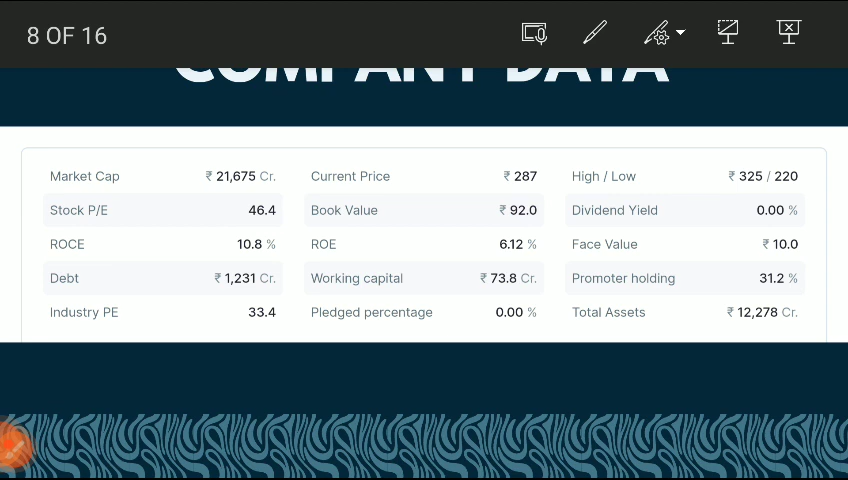 8 OF 16
COMPANY DATA
Market Cap ₹ 21,675 Cr. Current Price ₹ 287 High / Low ₹ 325 / 220
Stock P/E 46.4 Book Value ₹ 92.0 Dividend Yield 0.00 %
ROCE 10.8 % ROE 6.12 % Face Value ₹ 10.0
Debt ₹ 1,231 Cr. Working capital ₹ 73.8 Cr. Promoter holding 31.2 %
Industry PE 33.4 Pledged percentage 0.00 % Total Assets ₹ 12,278 Cr.